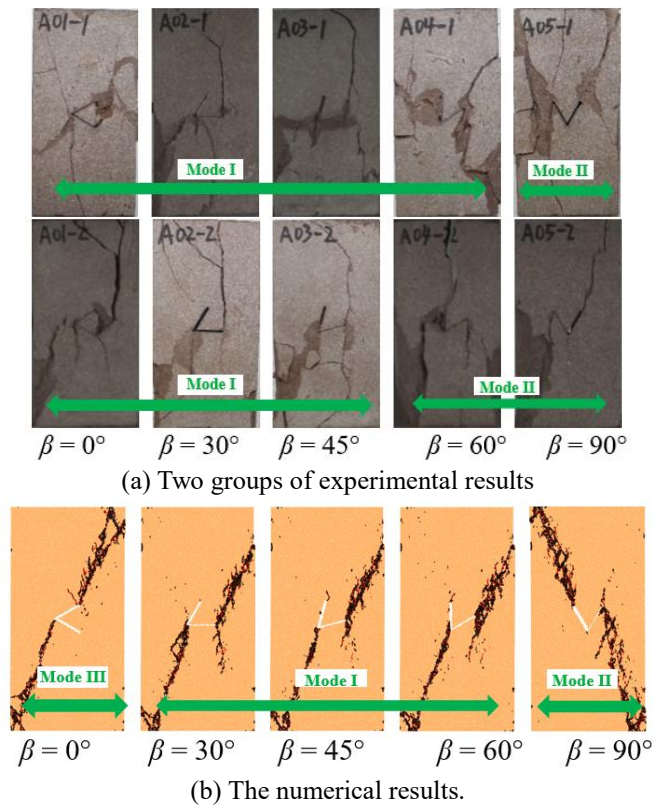 A01-1 A02-1 A03-1 A04-1 A05-1
Mode I Mode II
A01-2 A02-2 A03-2 A04-2 A05-2
Mode I Mode II
β = 0° β = 30° β = 45° β = 60° β = 90°
(a) Two groups of experimental results
Mode III Mode I Mode II
β = 0° β = 30° β = 45° β = 60° β = 90°
(b) The numerical results.